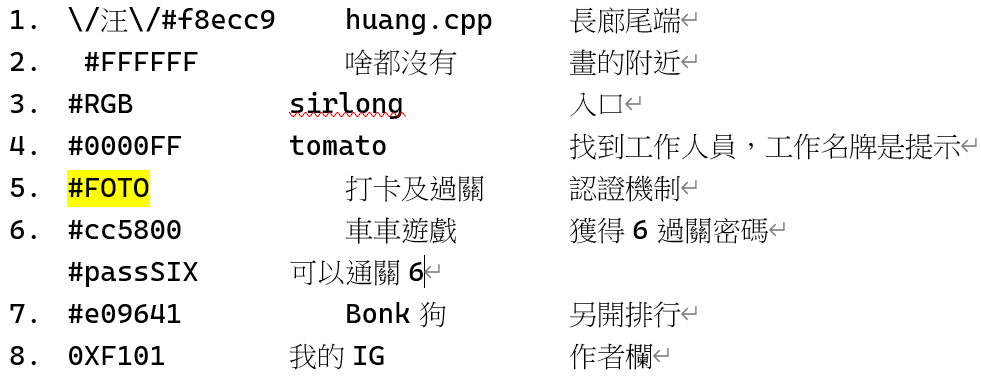 1. \/汪\/#f8ecc9 huang.cpp 長廊尾端↵
2. #FFFFFF 啥都沒有 畫的附近↵
3. #RGB sirlong 入口↵
4. #0000FF tomato 找到工作人員，工作名牌是提示↵
5. #FOTO 打卡及過關 認證機制↵
6. #cc5800 車車遊戲 獲得 6 過關密碼↵
#passSIX 可以通關 6↵
7. #e09641 Bonk 狗 另開排行↵
8. 0XF101 我的 IG 作者欄↵